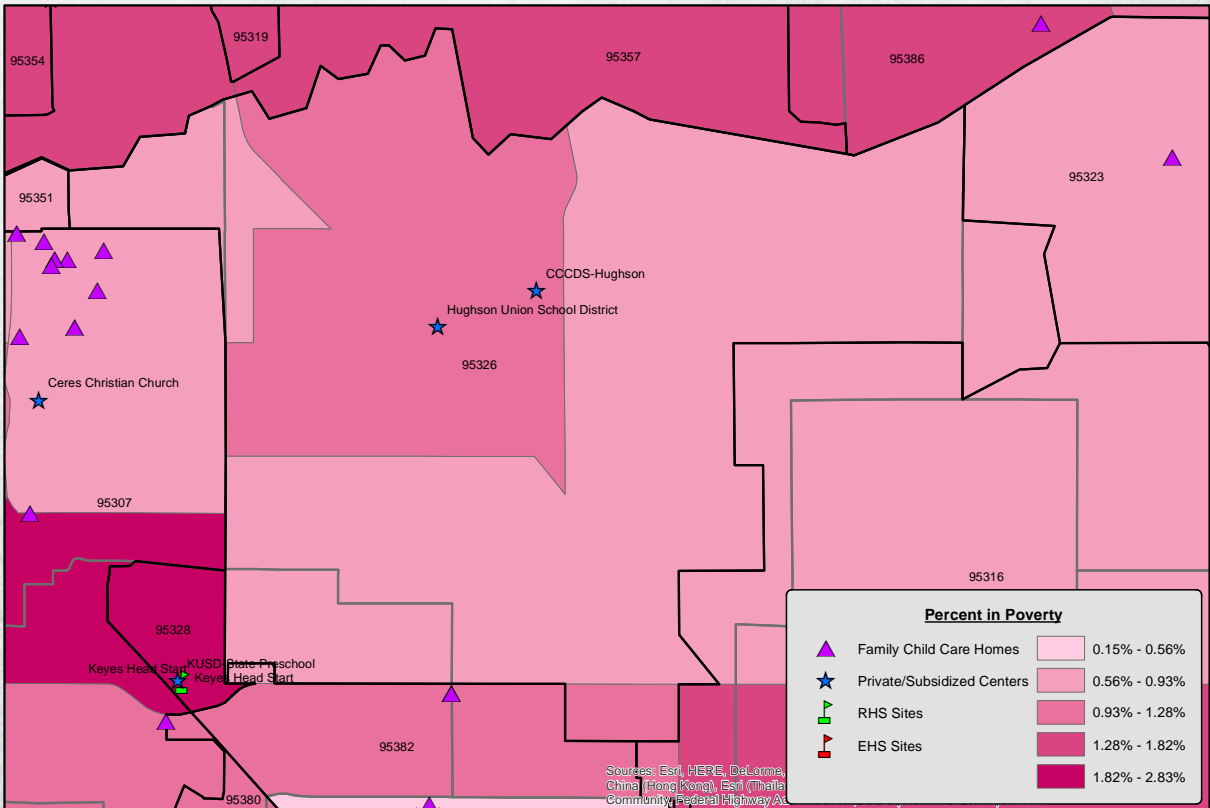 95319
95357
95386
95354
95323
95351
CCCDS-Hughson
Hughson Union School District
95326
Ceres Christian Church
95307
95316
95328
Keyes Head Start
KUSD-State Preschool
Keyes Head Start
95382
95380
Percent in Poverty
Family Child Care Homes
0.15% - 0.56%
Private/Subsidized Centers
0.56% - 0.93%
RHS Sites
0.93% - 1.28%
EHS Sites
1.28% - 1.82%
1.82% - 2.83%
Sources: Esri, HERE, DeLorme,
China (Hong Kong), Esri (Thaila
Community, Federal Highway Ad